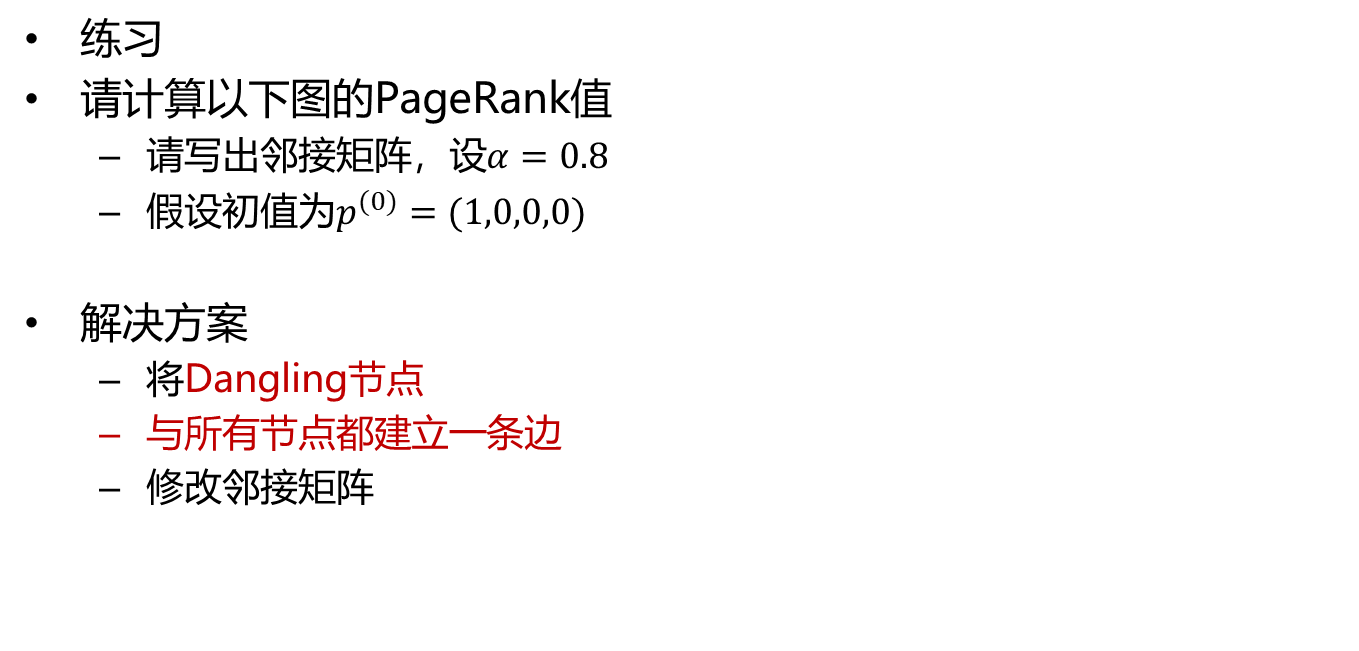 • 练习
• 请计算以下图的PageRank值
– 请写出邻接矩阵，设α = 0.8
– 假设初值为p⁽⁰⁾ = (1,0,0,0)
• 解决方案
– 将Dangling节点
– 与所有节点都建立一条边
– 修改邻接矩阵